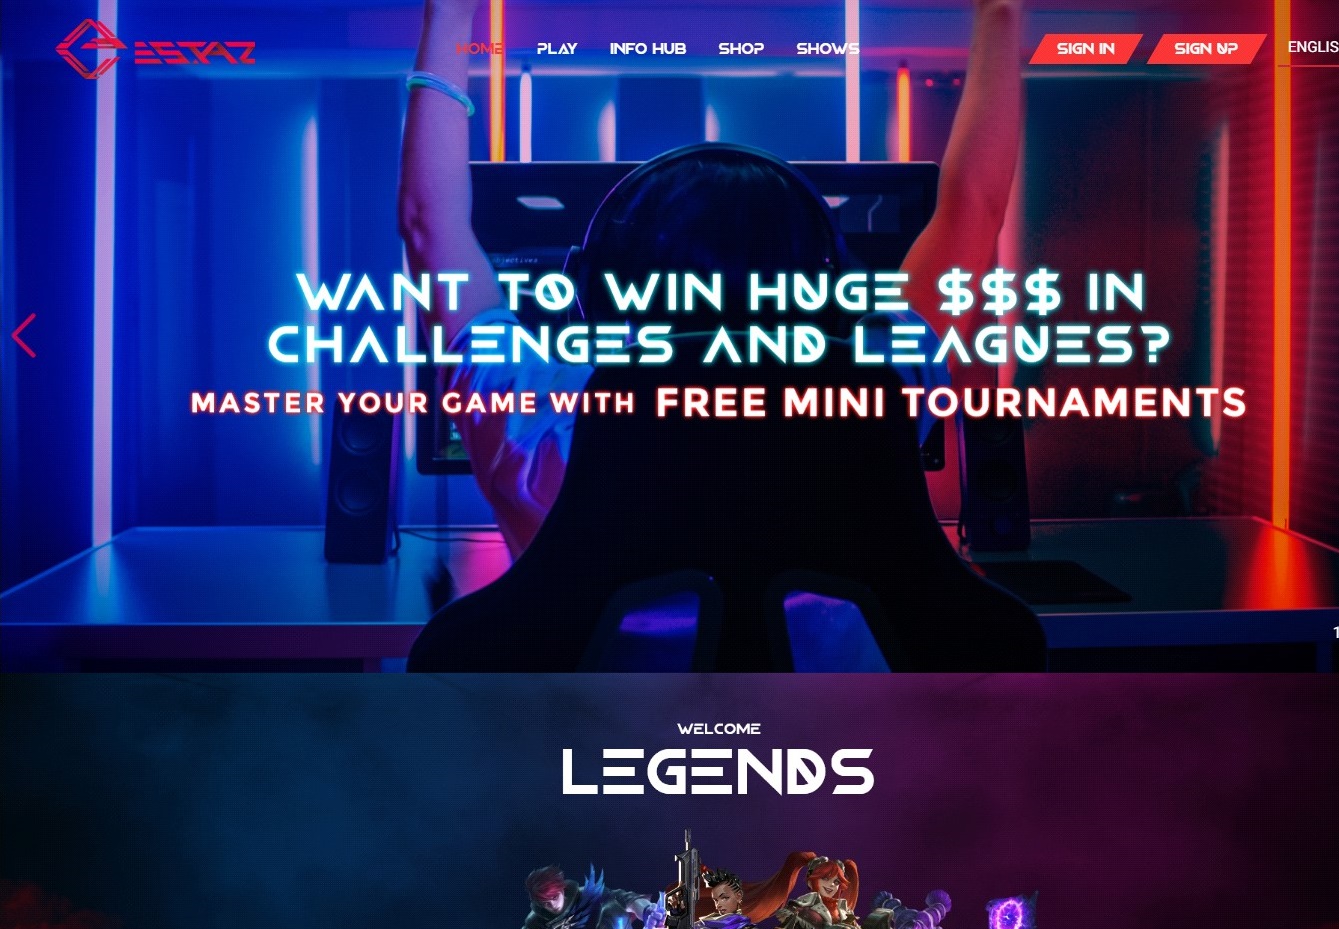 ESTAZ
HOME PLAY INFO HUB SHOP SHOWS
SIGN IN SIGN UP
WANT TO WIN HUGE $$$ IN
CHALLENGES AND LEAGUES?
MASTER YOUR GAME WITH FREE MINI TOURNAMENTS
WELCOME
LEGENDS